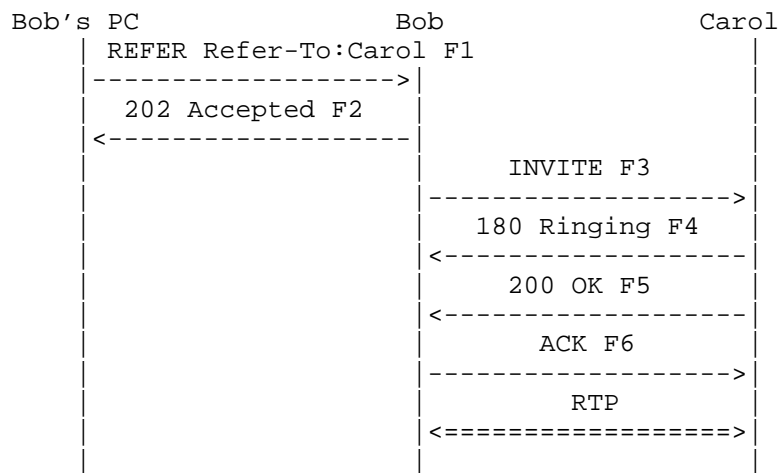 Bob's PC Bob Carol
REFER Refer-To:Carol F1
202 Accepted F2
INVITE F3
180 Ringing F4
200 OK F5
ACK F6
RTP